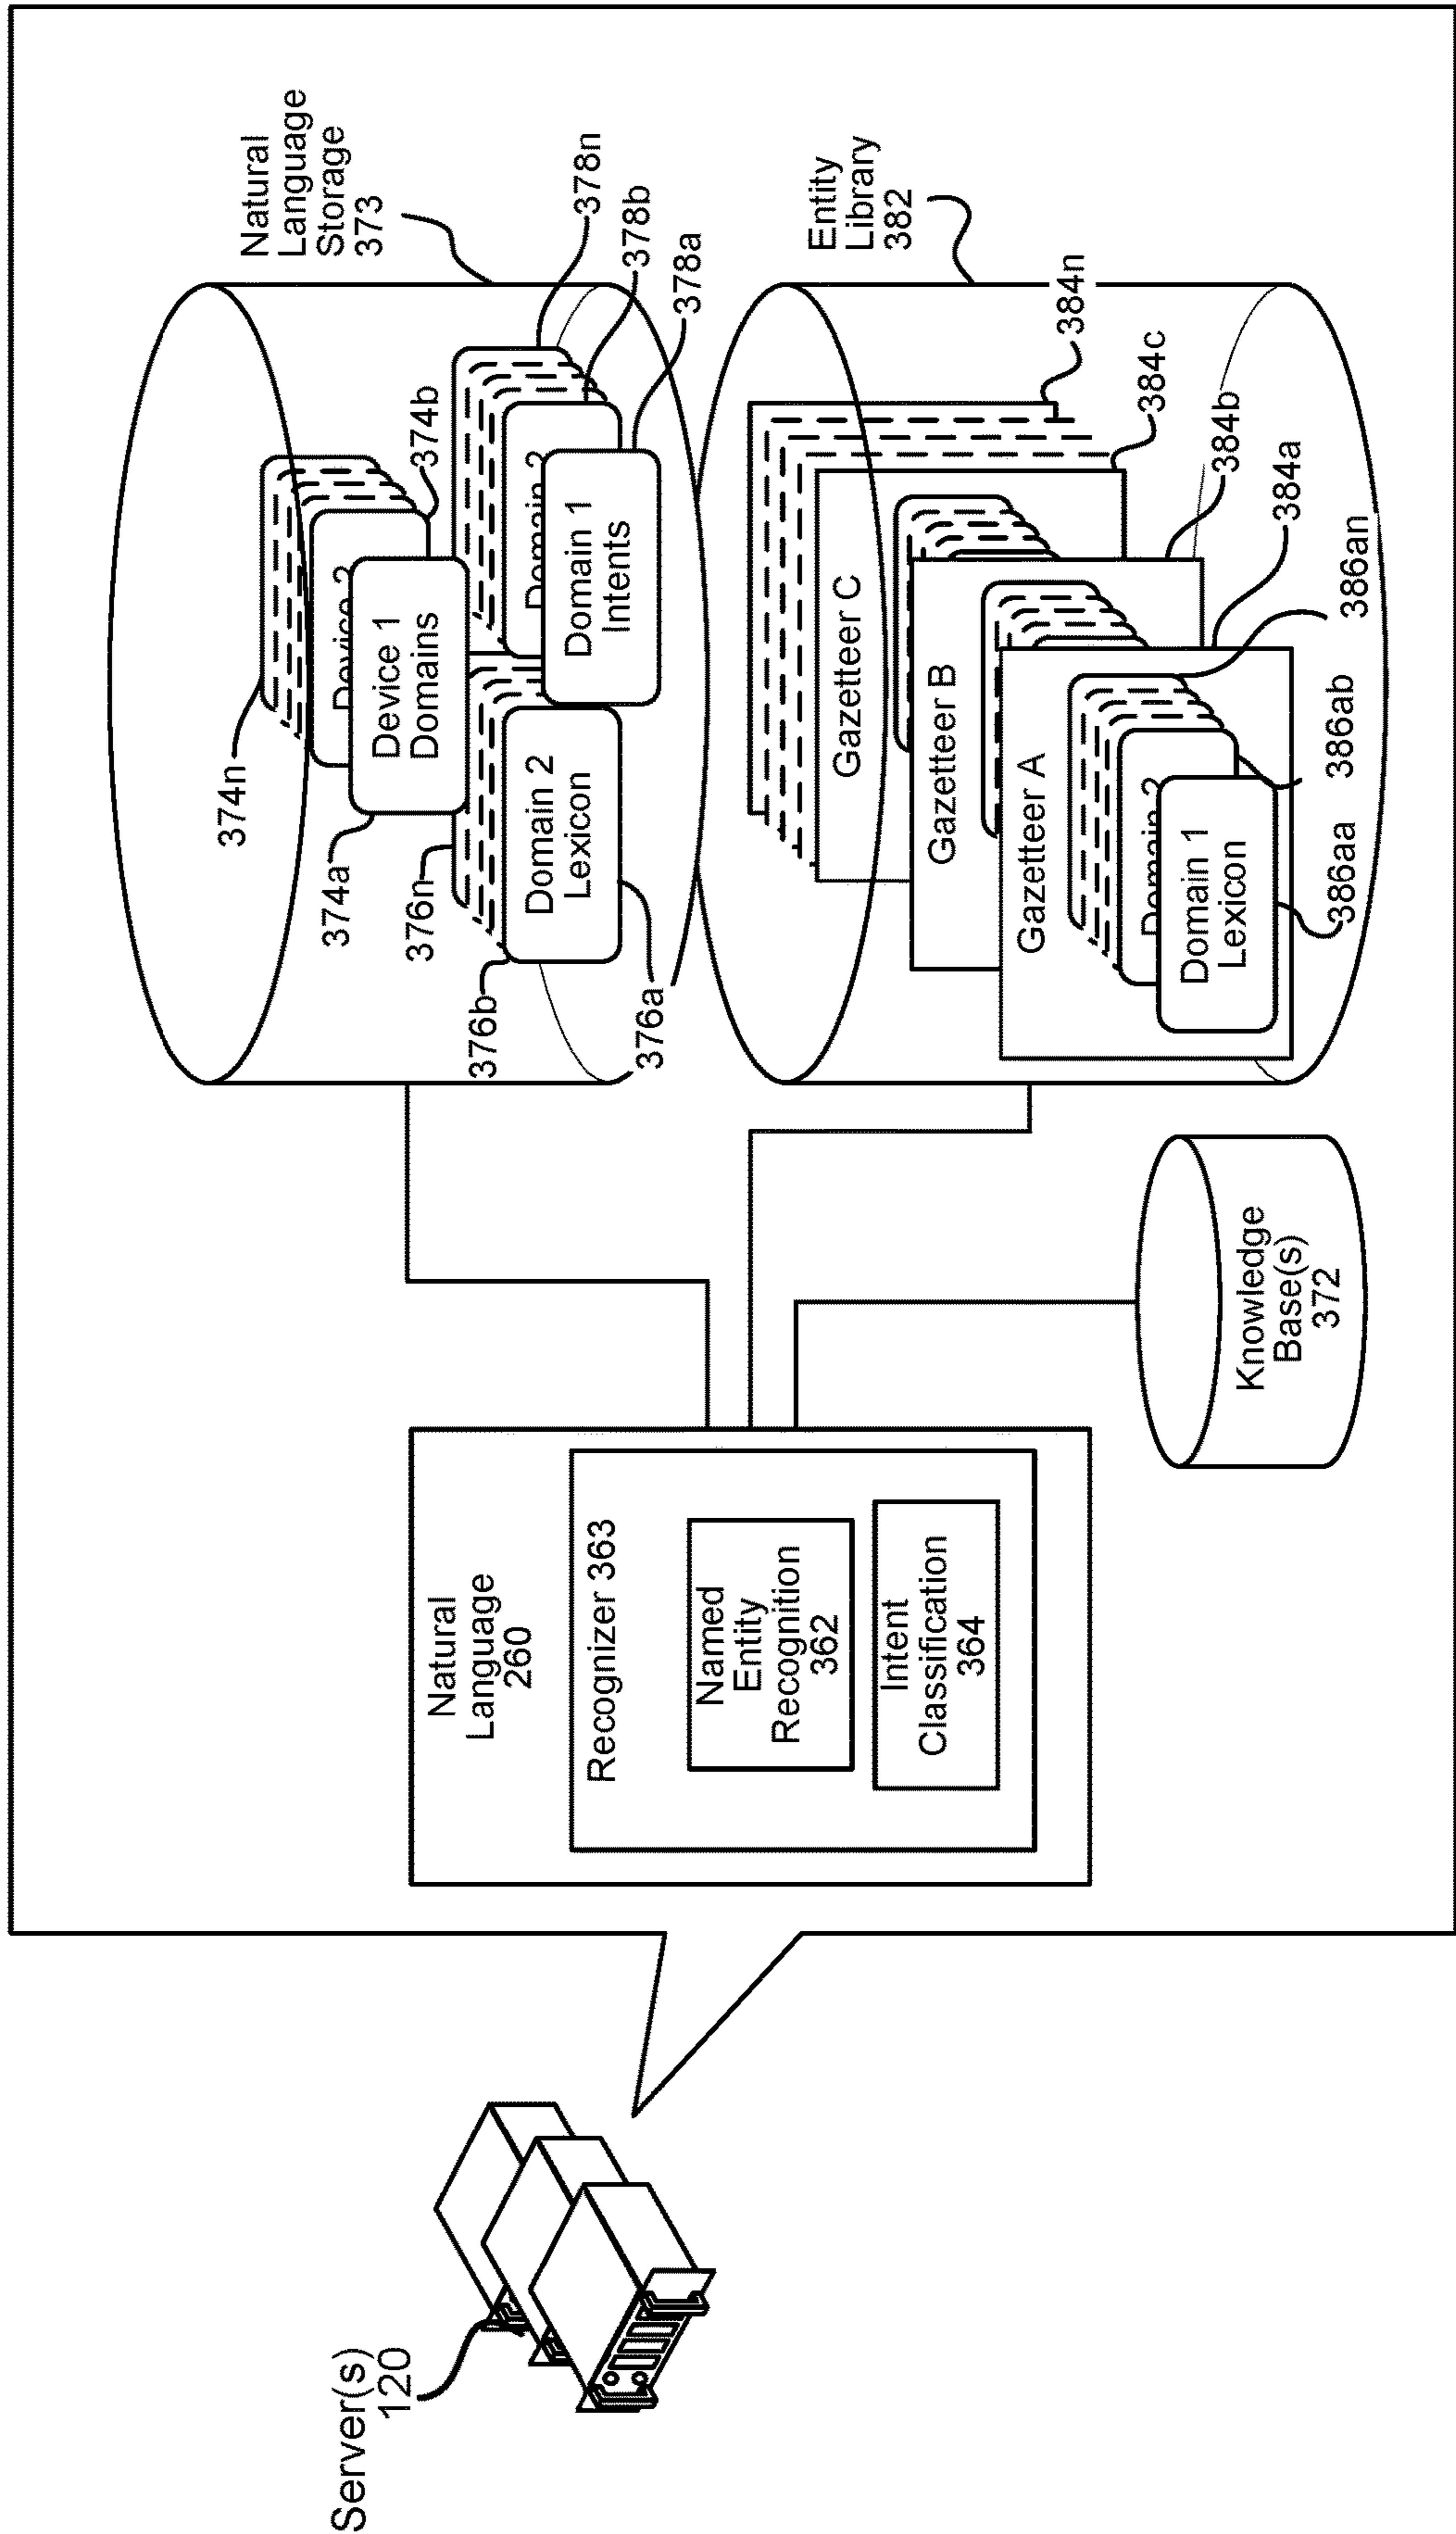 Server(s)
120
Natural
Language
260
Recognizer 363
Named
Entity
Recognition
362
Intent
Classification
364
Knowledge
Base(s)
372
Natural
Language
Storage
373
374n
374a
374b
Device 2
Device 1
Domains
376n
376b
376a
Domain 2
Lexicon
378n
378b
378a
Domain 2
Domain 1
Intents
Entity
Library
382
384n
384c
384b
384a
Gazetteer C
Gazetteer B
Gazetteer A
Domain 2
Domain 1
Lexicon
386an
386ab
386aa